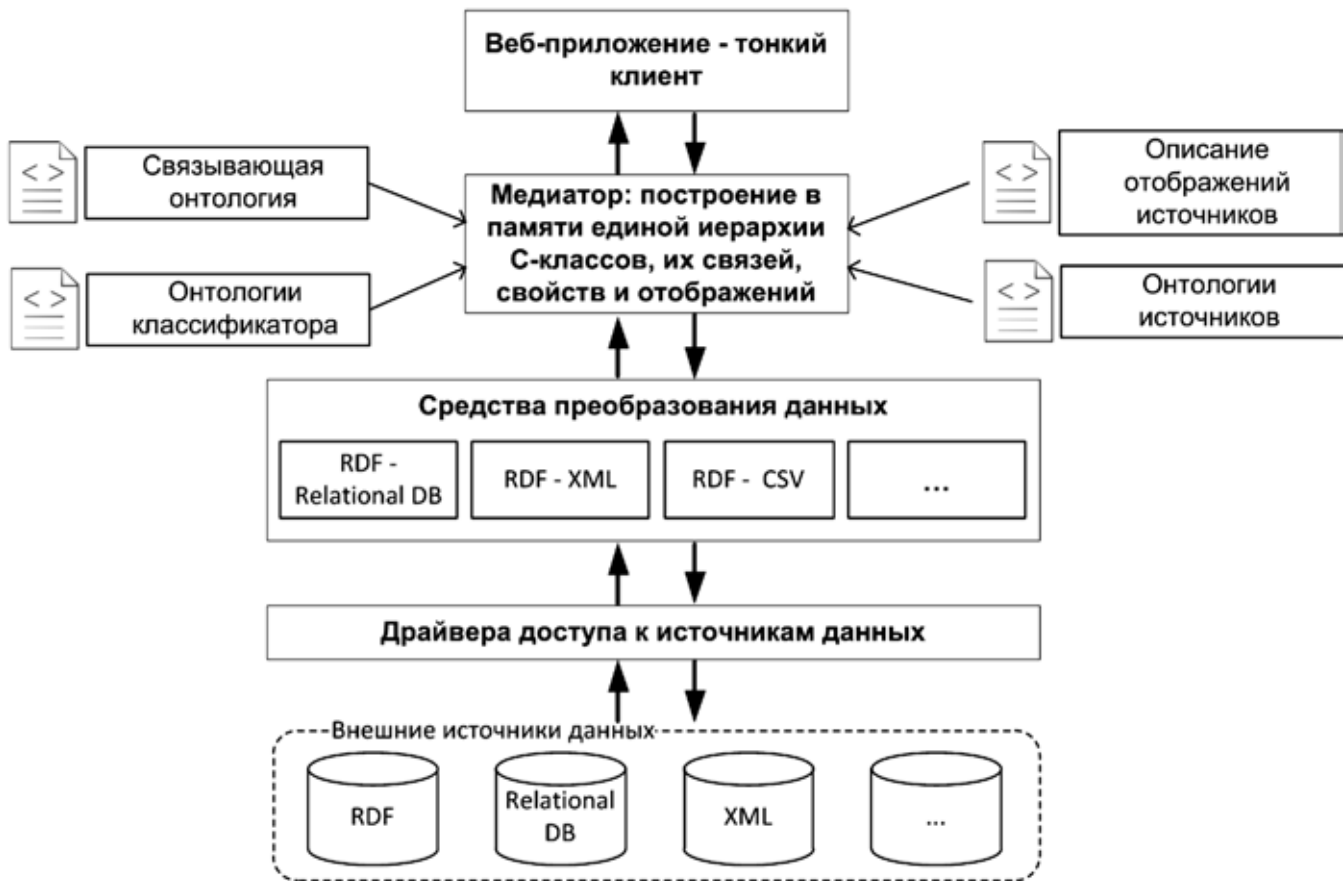 Веб-приложение - тонкий
клиент
Связывающая
онтология
Описание
отображений
источников
Медиатор: построение в
памяти единой иерархии
С-классов, их связей,
свойств и отображений
Онтологии
классификатора
Онтологии
источников
< >
< >
< >
< >
Средства преобразования данных
RDF -
Relational DB
RDF - XML
RDF - CSV
...
Драйвера доступа к источникам данных
Внешние источники данных
RDF
Relational
DB
XML
...